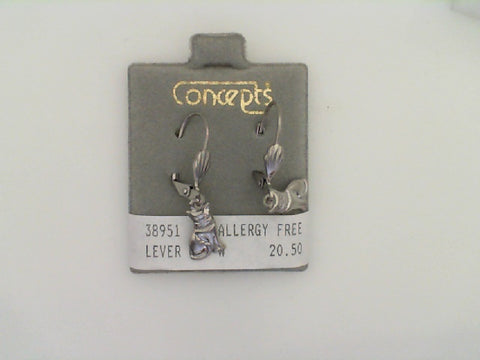 Concepts
38951 ALLERGY FREE
LEVER W 20.50